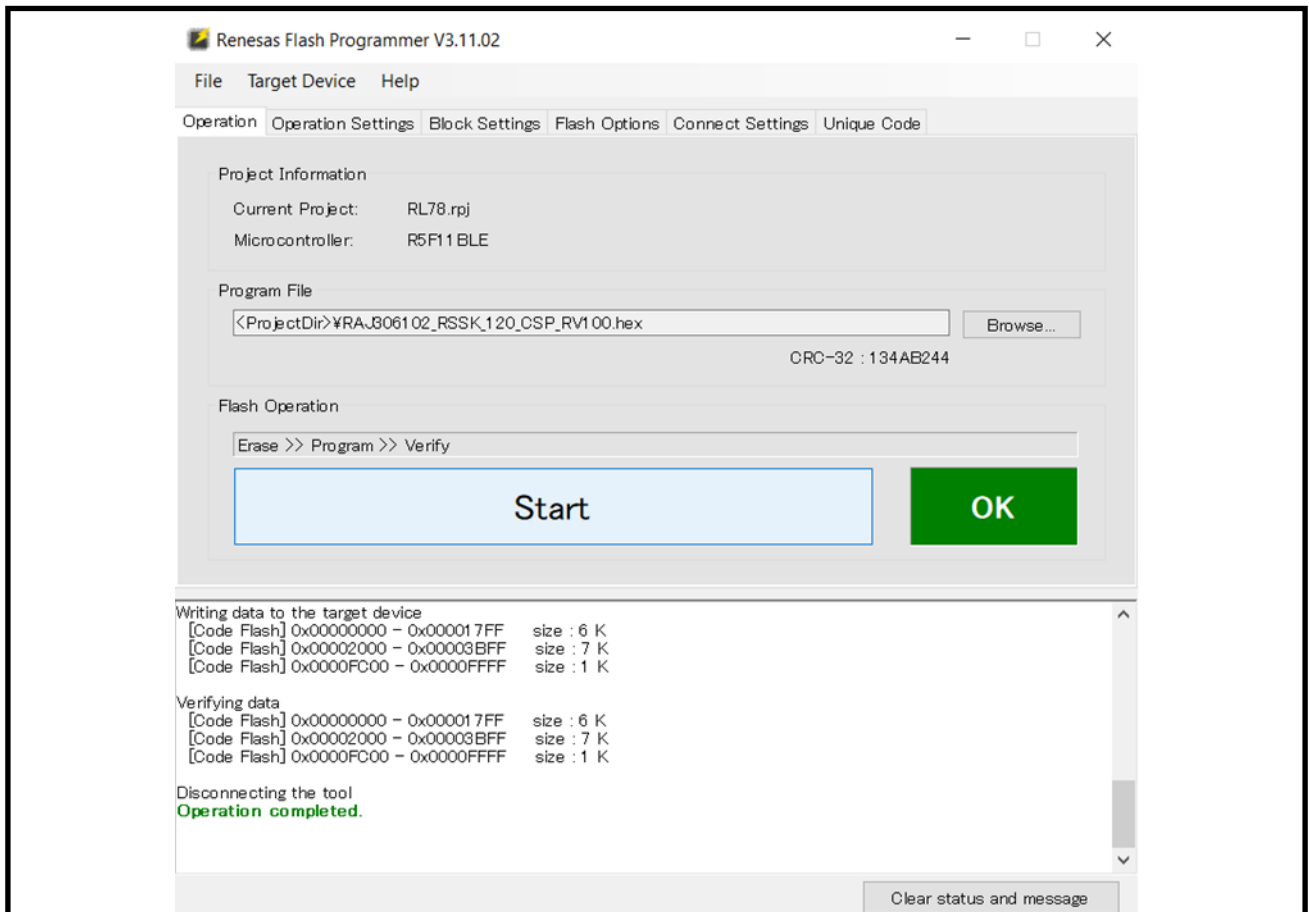 Renesas Flash Programmer V3.11.02
File Target Device Help
Operation Operation Settings Block Settings Flash Options Connect Settings Unique Code
Project Information
Current Project: RL78.rpj
Microcontroller: R5F11BLE
Program File
<ProjectDir>¥RAJ306102_RSSK_120_CSP_RV100.hex Browse...
CRC-32 : 134AB244
Flash Operation
Erase >> Program >> Verify
Start OK
Writing data to the target device
[Code Flash] 0x00000000 - 0x000017FF size : 6 K
[Code Flash] 0x00002000 - 0x00003BFF size : 7 K
[Code Flash] 0x0000FC00 - 0x0000FFFF size : 1 K
Verifying data
[Code Flash] 0x00000000 - 0x000017FF size : 6 K
[Code Flash] 0x00002000 - 0x00003BFF size : 7 K
[Code Flash] 0x0000FC00 - 0x0000FFFF size : 1 K
Disconnecting the tool
Operation completed.
Clear status and message